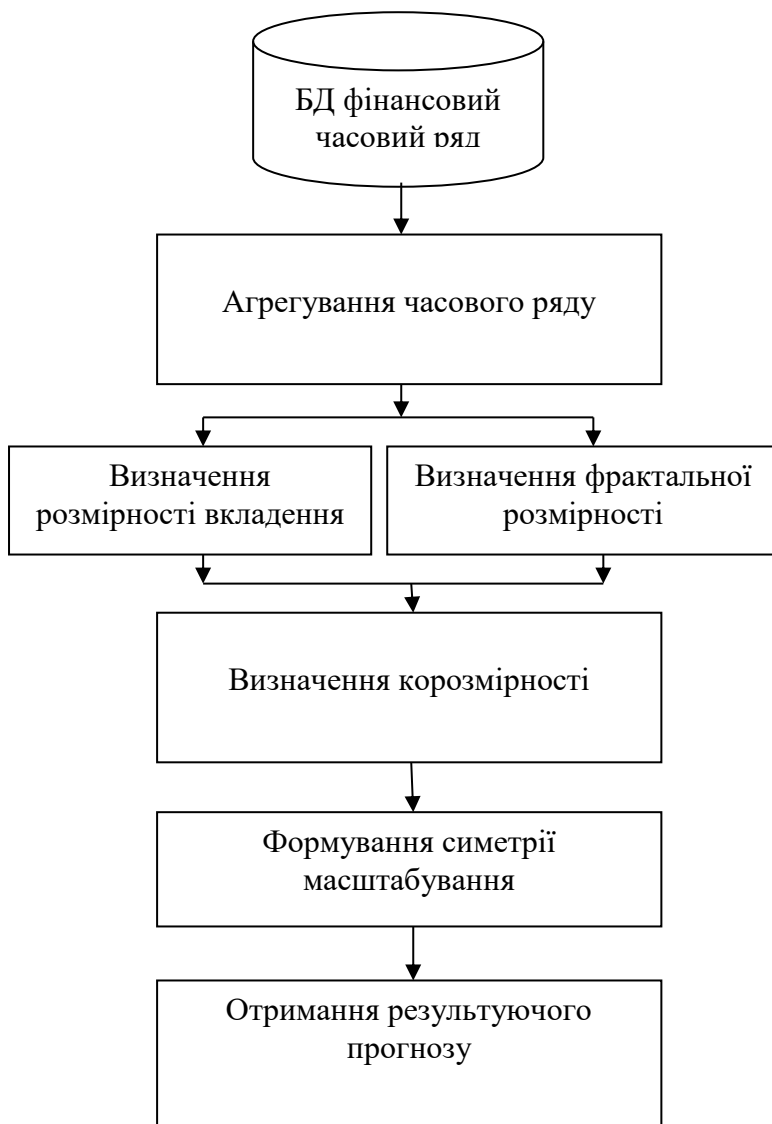 БД фінансовий
часовий ряд
Агрегування часового ряду
Визначення
розмірності вкладення
Визначення фрактальної
розмірності
Визначення корозмірності
Формування симетрії
масштабування
Отримання результуючого
прогнозу